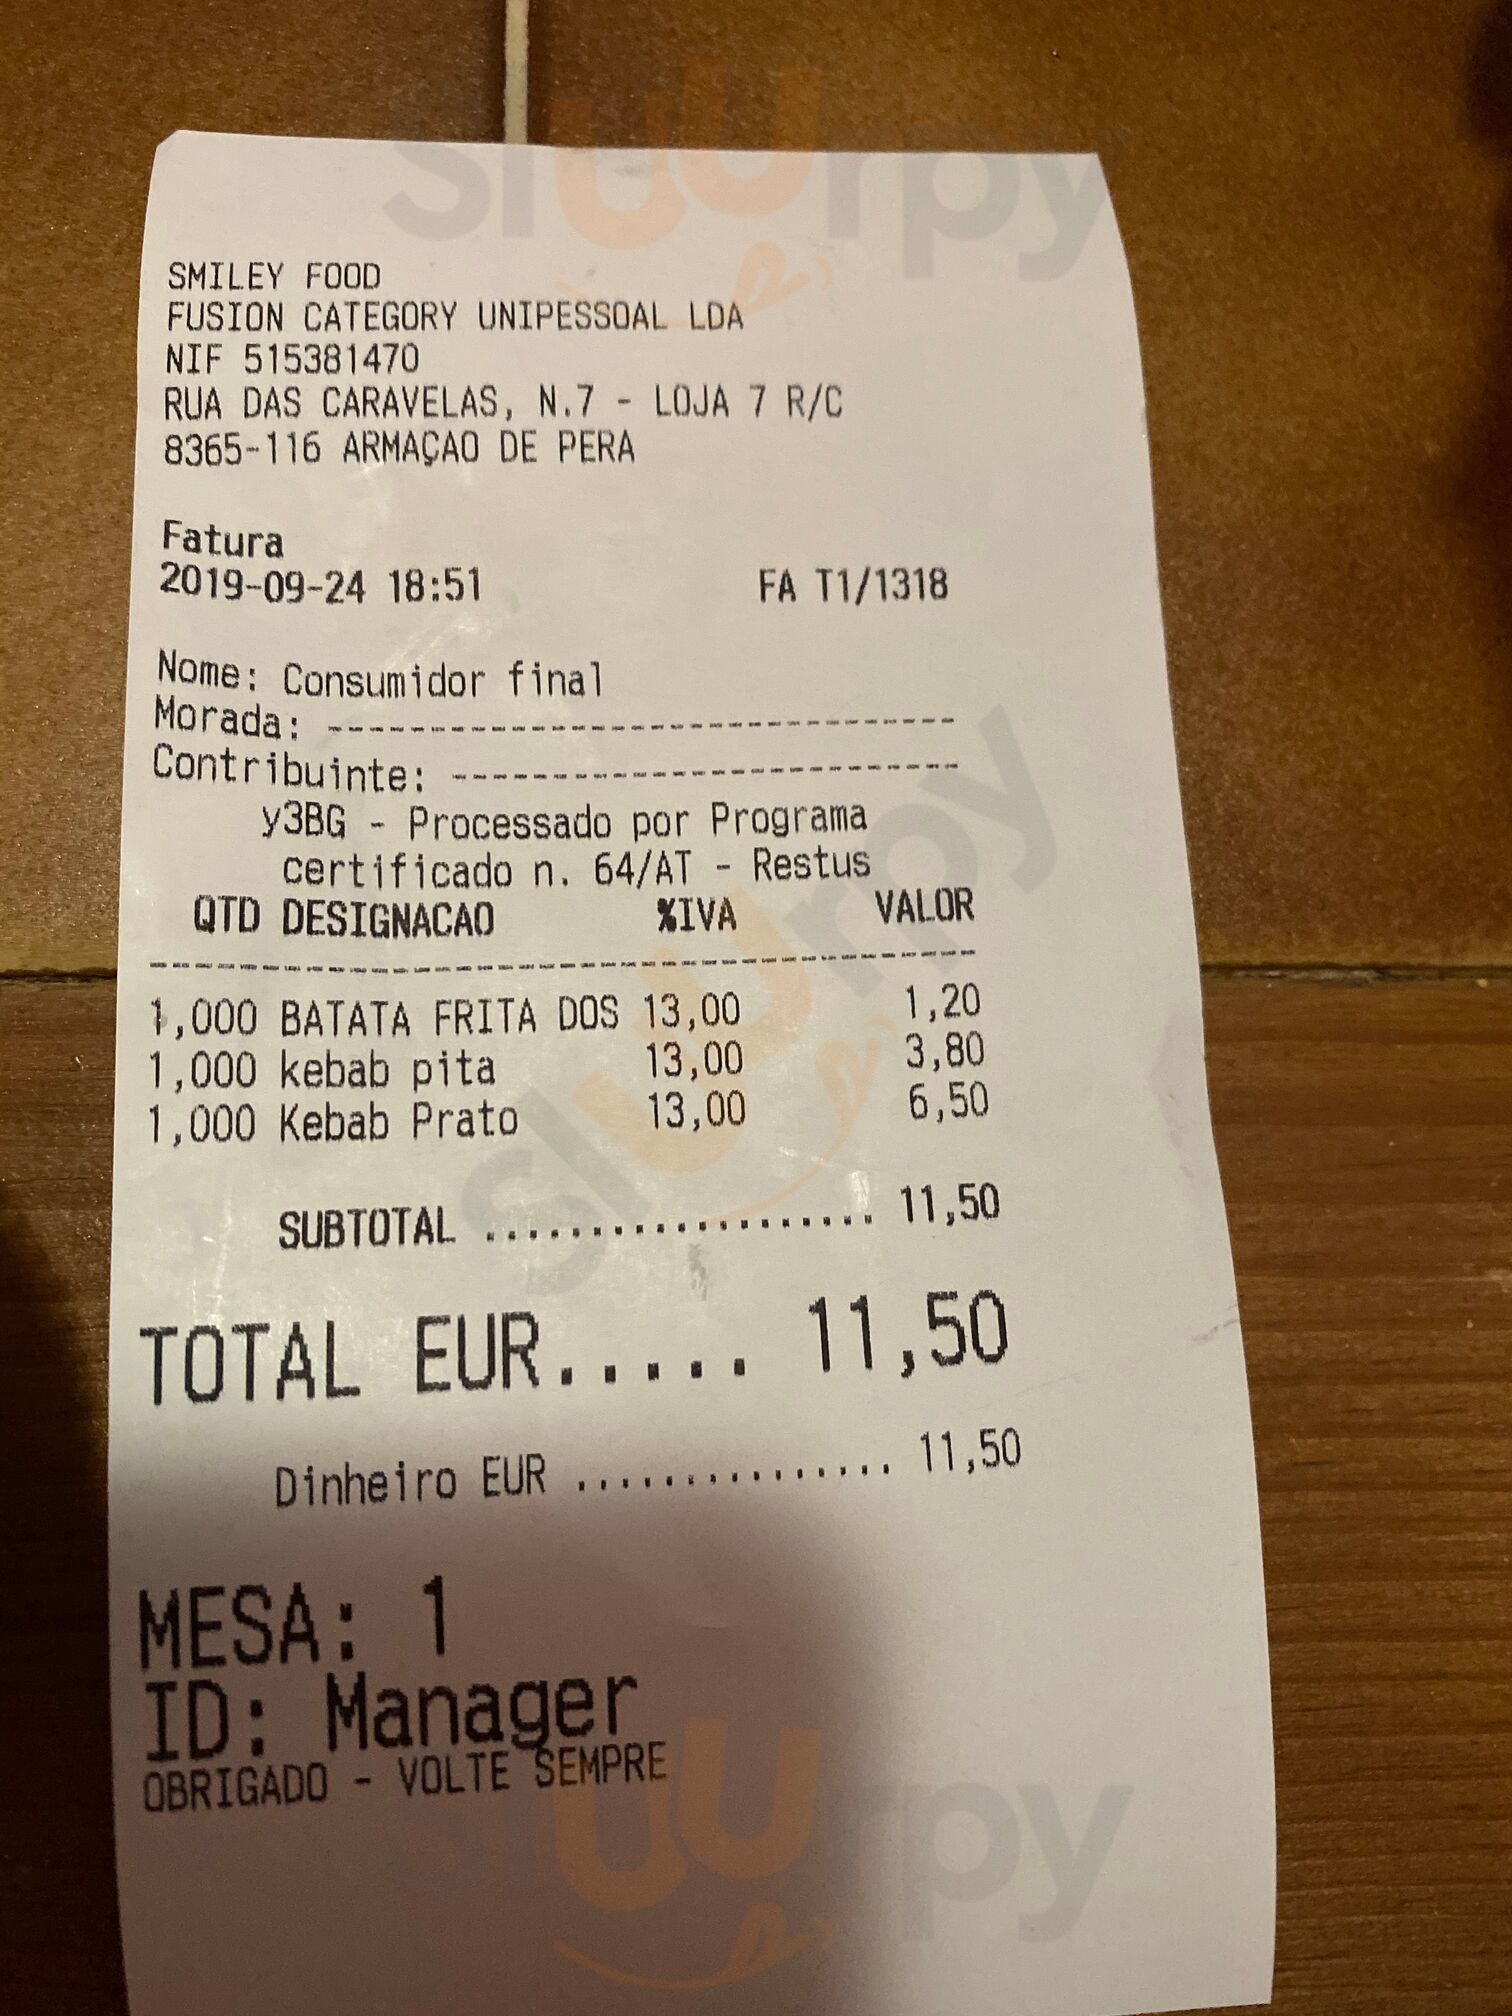 SMILEY FOOD
FUSION CATEGORY UNIPESSOAL LDA
NIF 515381470
RUA DAS CARAVELAS, N.7 - LOJA 7 R/C
8365-116 ARMAÇAO DE PERA
Fatura
2019-09-24 18:51 FA T1/1318
Nome: Consumidor final
Morada: ------------------------------
Contribuinte: ------------------------
y3BG - Processado por Programa
certificado n. 64/AT - Restus
QTD DESIGNACAO %IVA VALOR
1,000 BATATA FRITA DOS 13,00 1,20
1,000 kebab pita 13,00 3,80
1,000 Kebab Prato 13,00 6,50
SUBTOTAL ................... 11,50
TOTAL EUR..... 11,50
Dinheiro EUR ............... 11,50
MESA: 1
ID: Manager
OBRIGADO - VOLTE SEMPRE
sluurpy
sluurpy
sluurpy